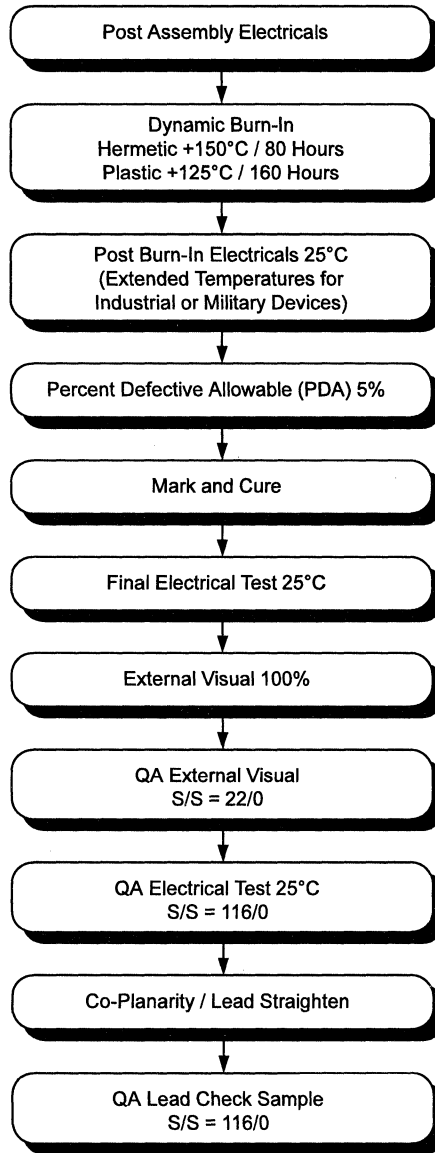 Post Assembly Electricals
Dynamic Burn-In
Hermetic +150°C / 80 Hours
Plastic +125°C / 160 Hours
Post Burn-In Electricals 25°C
(Extended Temperatures for
Industrial or Military Devices)
Percent Defective Allowable (PDA) 5%
Mark and Cure
Final Electrical Test 25°C
External Visual 100%
QA External Visual
S/S = 22/0
QA Electrical Test 25°C
S/S = 116/0
Co-Planarity / Lead Straighten
QA Lead Check Sample
S/S = 116/0